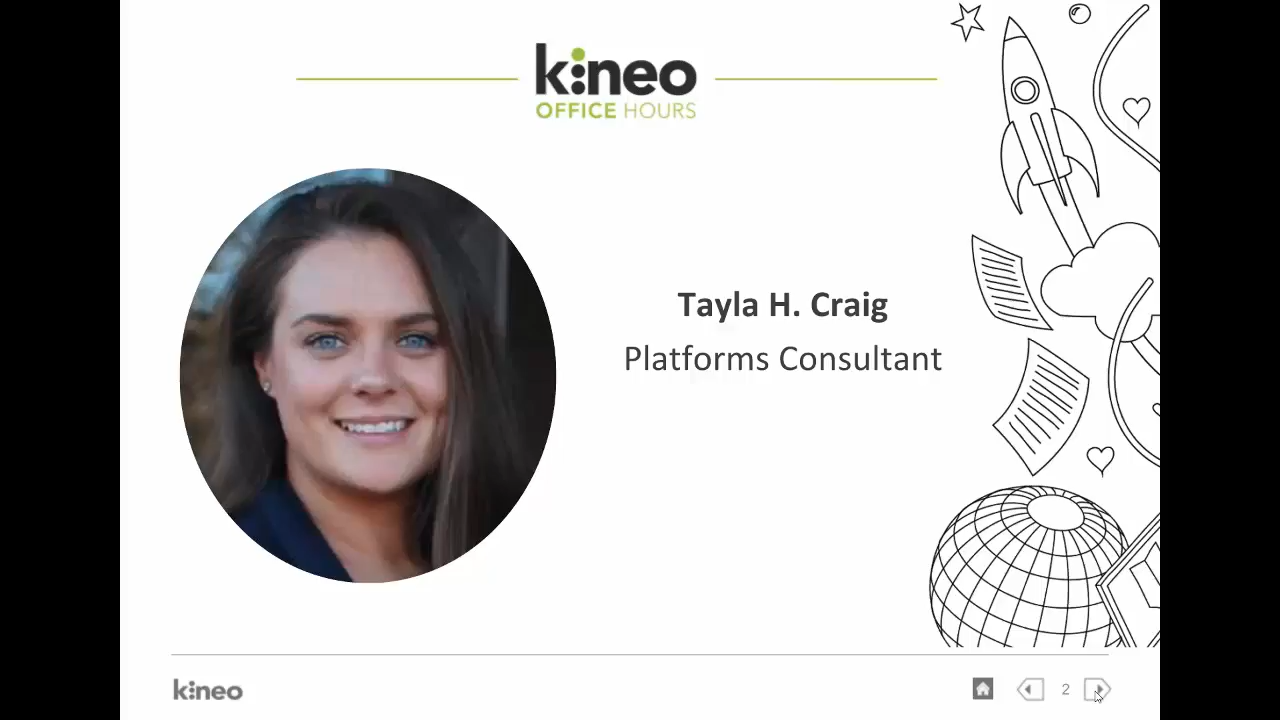 kineo
OFFICE HOURS
Tayla H. Craig
Platforms Consultant
kineo
2